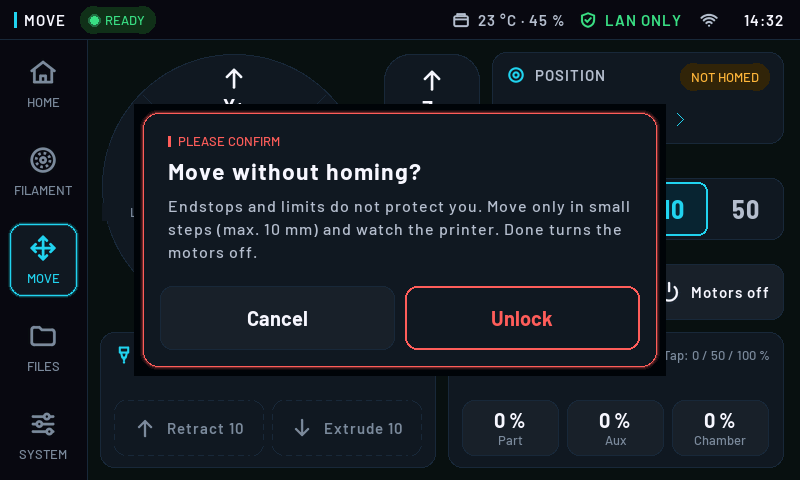 MOVE
READY
23 °C · 45 %
LAN ONLY
14:32
HOME
FILAMENT
MOVE
FILES
SYSTEM
POSITION
NOT HOMED
PLEASE CONFIRM
Move without homing?
Endstops and limits do not protect you. Move only in small
steps (max. 10 mm) and watch the printer. Done turns the
motors off.
Cancel
Unlock
50
Motors off
Tap: 0 / 50 / 100 %
Retract 10
Extrude 10
0 %
Part
0 %
Aux
0 %
Chamber